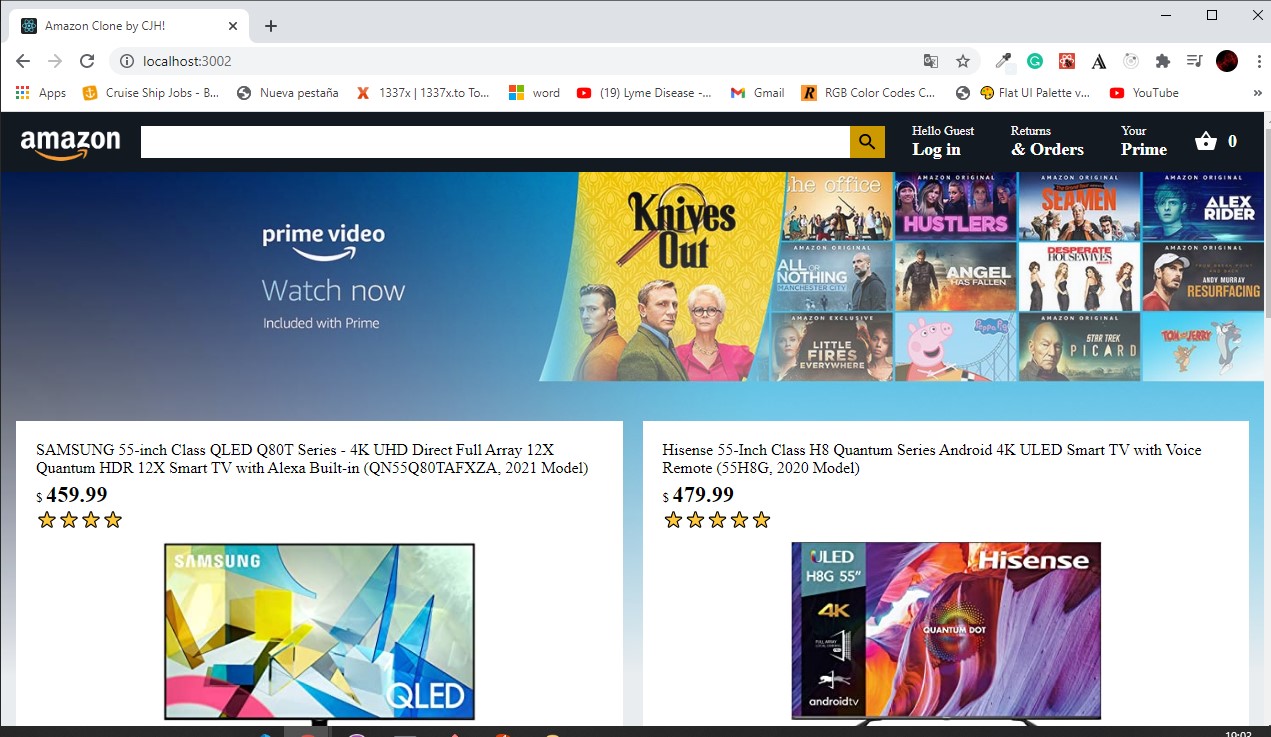 Amazon Clone by CJH!
localhost:3002
Apps
Cruise Ship Jobs - B...
Nueva pestaña
1337x | 1337x.to To...
word
(19) Lyme Disease -...
Gmail
RGB Color Codes C...
Flat UI Palette v...
YouTube
»
amazon
Hello Guest
Log in
Returns
& Orders
Your
Prime
0
prime video
Watch now
Included with Prime
Knives
Out
the office
AMAZON ORIGINAL
HUSTLERS
AMAZON ORIGINAL
SEAMEN
AMAZON ORIGINAL
ALEX
RIDER
AMAZON ORIGINAL
ALL OR
NOTHING
MANCHESTER CITY
ANGEL
HAS FALLEN
DESPERATE
HOUSEWIVES
AMAZON ORIGINAL
ANDY MURRAY
RESURFACING
AMAZON EXCLUSIVE
LITTLE
FIRES
EVERYWHERE
Peppa Pig
AMAZON ORIGINAL
STAR TREK
PICARD
TOM and JERRY
SAMSUNG 55-inch Class QLED Q80T Series - 4K UHD Direct Full Array 12X
Quantum HDR 12X Smart TV with Alexa Built-in (QN55Q80TAFXZA, 2021 Model)
$ 459.99
SAMSUNG
QLED
Hisense 55-Inch Class H8 Quantum Series Android 4K ULED Smart TV with Voice
Remote (55H8G, 2020 Model)
$ 479.99
ULED
H8G 55"
4K
FULL ARRAY
androidtv
Hisense
QUANTUM DOT
10:02